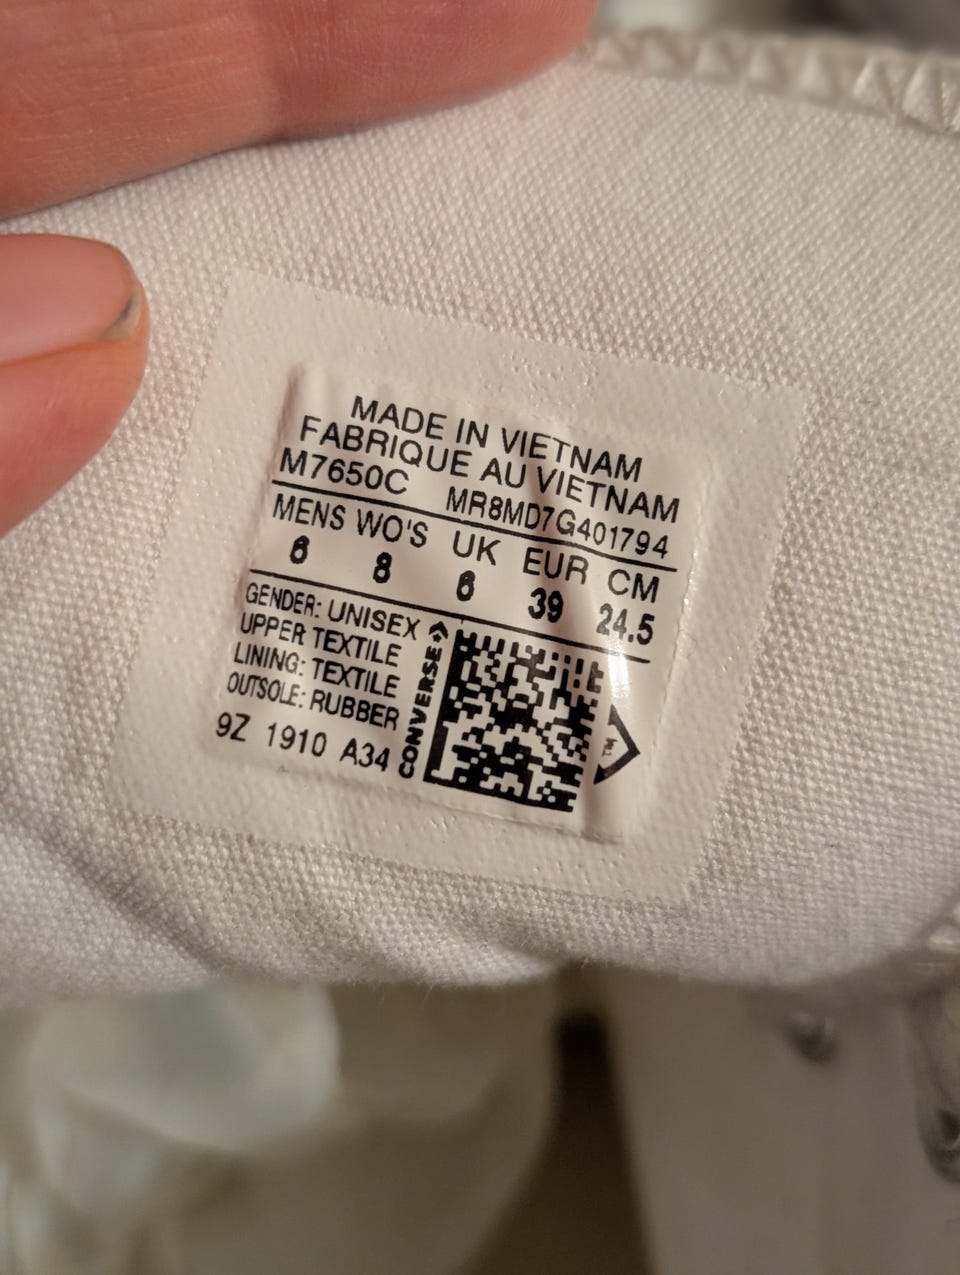 MADE IN VIETNAM
FABRIQUE AU VIETNAM
M7650C MR8MD7G401794
MENS WO'S UK EUR CM
6 8 6 39 24.5
GENDER: UNISEX
UPPER TEXTILE
LINING: TEXTILE
OUTSOLE: RUBBER
9Z 1910 A34
CONVERSE